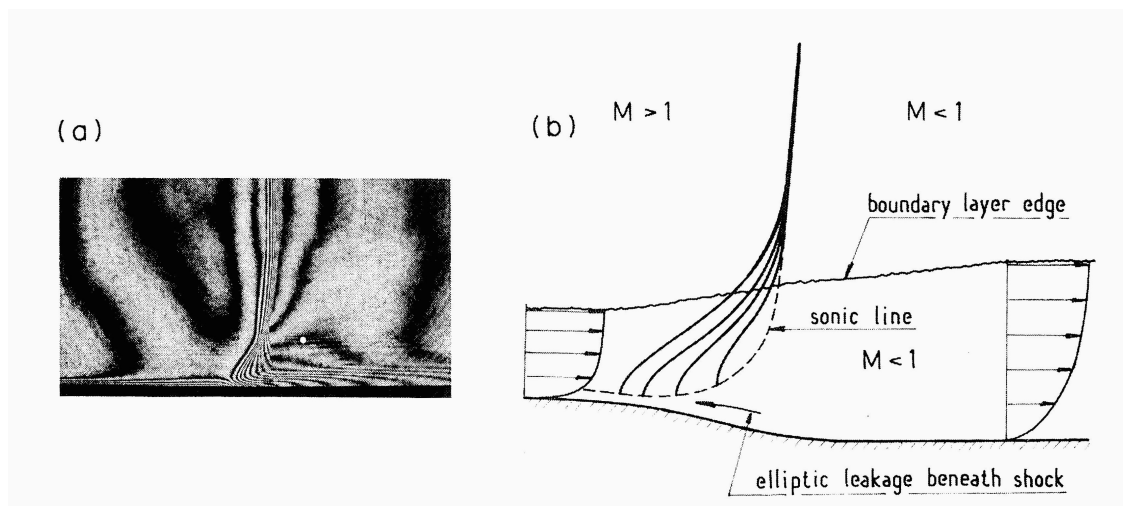 (a)
(b)
M > 1
M < 1
boundary layer edge
sonic line
M < 1
elliptic leakage beneath shock